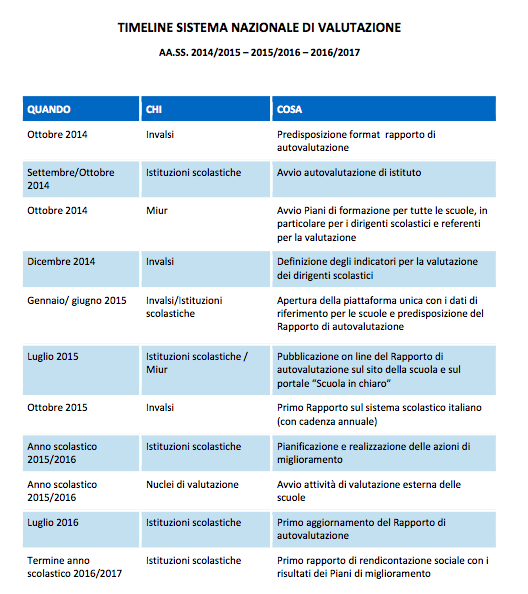 TIMELINE SISTEMA NAZIONALE DI VALUTAZIONE
AA.SS. 2014/2015 – 2015/2016 – 2016/2017
QUANDO CHI COSA
Ottobre 2014 Invalsi Predisposizione format rapporto di
autovalutazione
Settembre/Ottobre Istituzioni scolastiche Avvio autovalutazione di istituto
2014
Ottobre 2014 Miur Avvio Piani di formazione per tutte le scuole, in
particolare per i dirigenti scolastici e referenti
per la valutazione
Dicembre 2014 Invalsi Definizione degli indicatori per la valutazione
dei dirigenti scolastici
Gennaio/ giugno 2015 Invalsi/Istituzioni Apertura della piattaforma unica con i dati di
scolastiche riferimento per le scuole e predisposizione del
Rapporto di autovalutazione
Luglio 2015 Istituzioni scolastiche / Pubblicazione on line del Rapporto di
Miur autovalutazione sul sito della scuola e sul
portale “Scuola in chiaro”
Ottobre 2015 Invalsi Primo Rapporto sul sistema scolastico italiano
(con cadenza annuale)
Anno scolastico Istituzioni scolastiche Pianificazione e realizzazione delle azioni di
2015/2016 miglioramento
Anno scolastico Nuclei di valutazione Avvio attività di valutazione esterna delle
2015/2016 scuole
Luglio 2016 Istituzioni scolastiche Primo aggiornamento del Rapporto di
autovalutazione
Termine anno Istituzioni scolastiche Primo rapporto di rendicontazione sociale con i
scolastico 2016/2017 risultati dei Piani di miglioramento